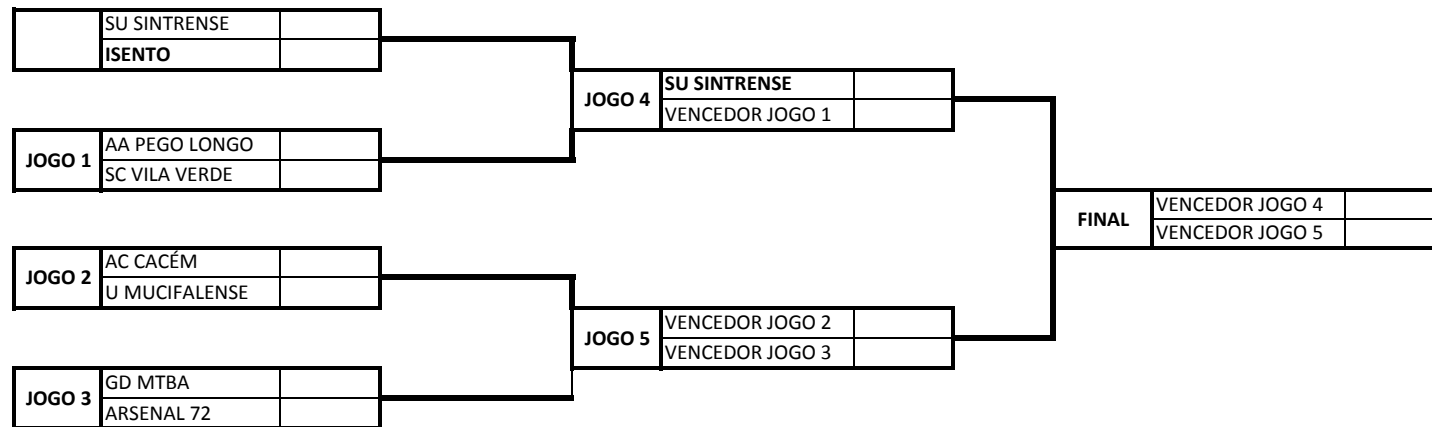 SU SINTRENSE
ISENTO
JOGO 4
SU SINTRENSE
VENCEDOR JOGO 1
JOGO 1
AA PEGO LONGO
SC VILA VERDE
FINAL
VENCEDOR JOGO 4
VENCEDOR JOGO 5
JOGO 2
AC CACÉM
U MUCIFALENSE
JOGO 5
VENCEDOR JOGO 2
VENCEDOR JOGO 3
JOGO 3
GD MTBA
ARSENAL 72